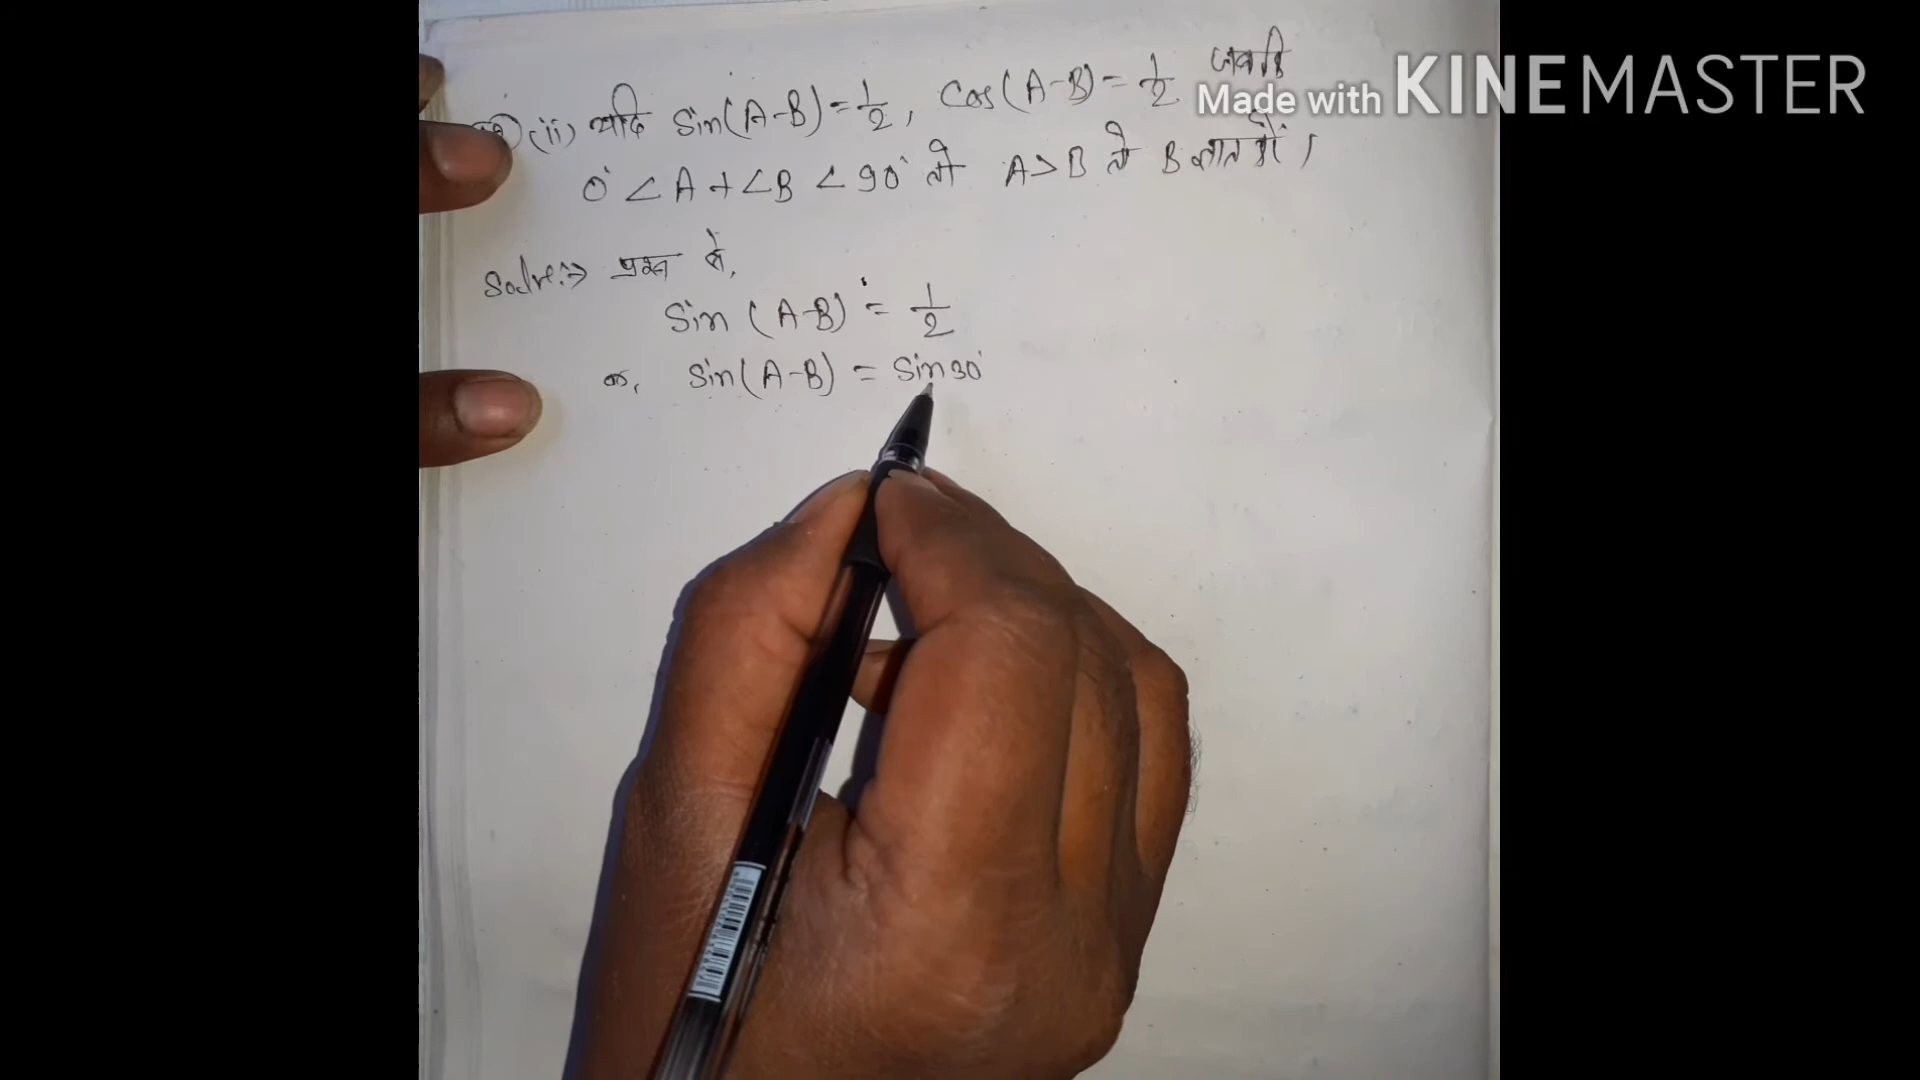 (ii) यदि Sin(A-B)=1/2, Cos(A-B)=1/2 जबकि
Made with KINEMASTER
0° < A + < B < 90° तो A > B तो B ज्ञात करें।
Solve:⇒ प्रश्न से,
Sin (A-B) = 1/2
or, Sin(A-B) = Sin30°